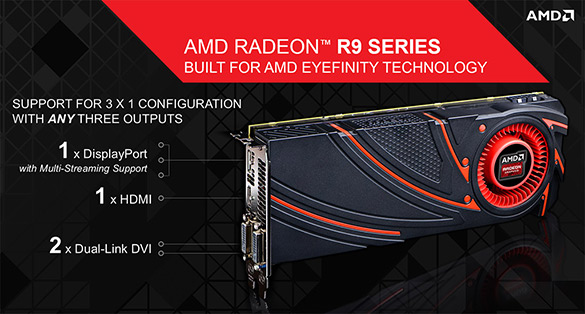 AMD
AMD RADEON™ R9 SERIES
BUILT FOR AMD EYEFINITY TECHNOLOGY
SUPPORT FOR 3 X 1 CONFIGURATION
WITH ANY THREE OUTPUTS
1 x DisplayPort
with Multi-Streaming Support
1 x HDMI
2 x Dual-Link DVI
AMD
RADEON
GRAPHICS